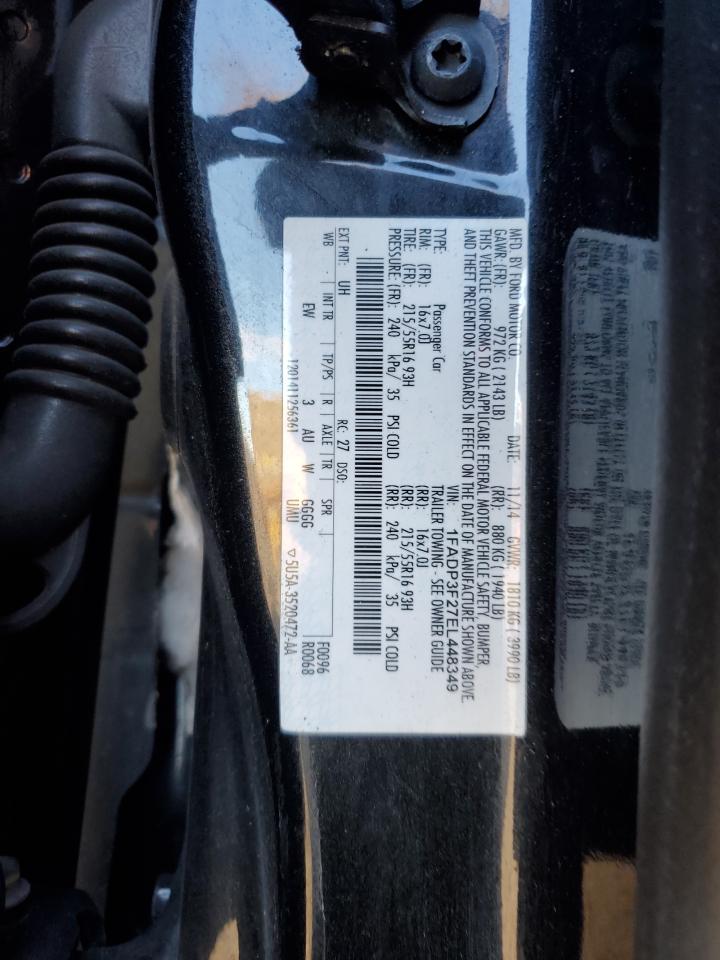 MFD. BY FORD MOTOR CO. DATE: 11/14 GVWR: 1810 KG ( 3990 LB)
GAWR: (FR): 972 KG ( 2143 LB) (RR): 880 KG ( 1940 LB)
THIS VEHICLE CONFORMS TO ALL APPLICABLE FEDERAL MOTOR VEHICLE SAFETY, BUMPER,
AND THEFT PREVENTION STANDARDS IN EFFECT ON THE DATE OF MANUFACTURE SHOWN ABOVE.
VIN: 1FADP3F27EL448349
TYPE: Passenger Car TRAILER TOWING - SEE OWNER GUIDE
RIM: (FR) 16x7.0J (RR): 16x7.0J
TIRE: (FR) 215/55R16 93H (RR): 215/55R16 93H
PRESSURE (FR): 240 kPa/ 35 PSI COLD (RR): 240 kPa/ 35 PSI COLD
EXT PNT: UH RC: 27 DSO: F0096
WB INT TR TP/PS R AXLE TR SPR R0068
EW 3 AU W GGGG
1201411256361 UMU ▽5U5A-3520472-AA